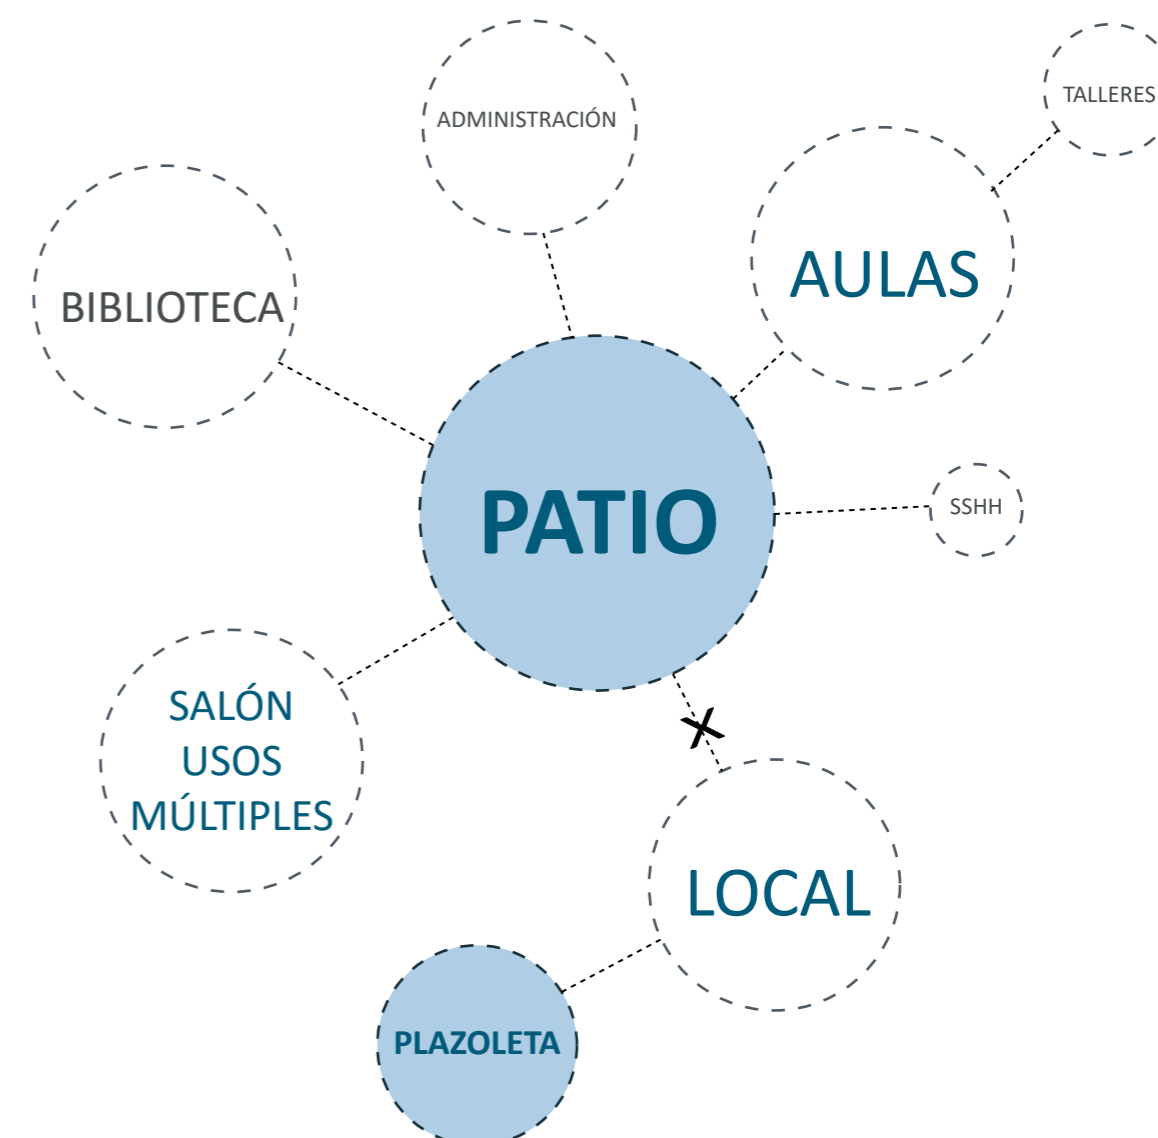 TALLERES
ADMINISTRACIÓN
AULAS
BIBLIOTECA
PATIO
SSHH
SALÓN
USOS
MÚLTIPLES
LOCAL
PLAZOLETA